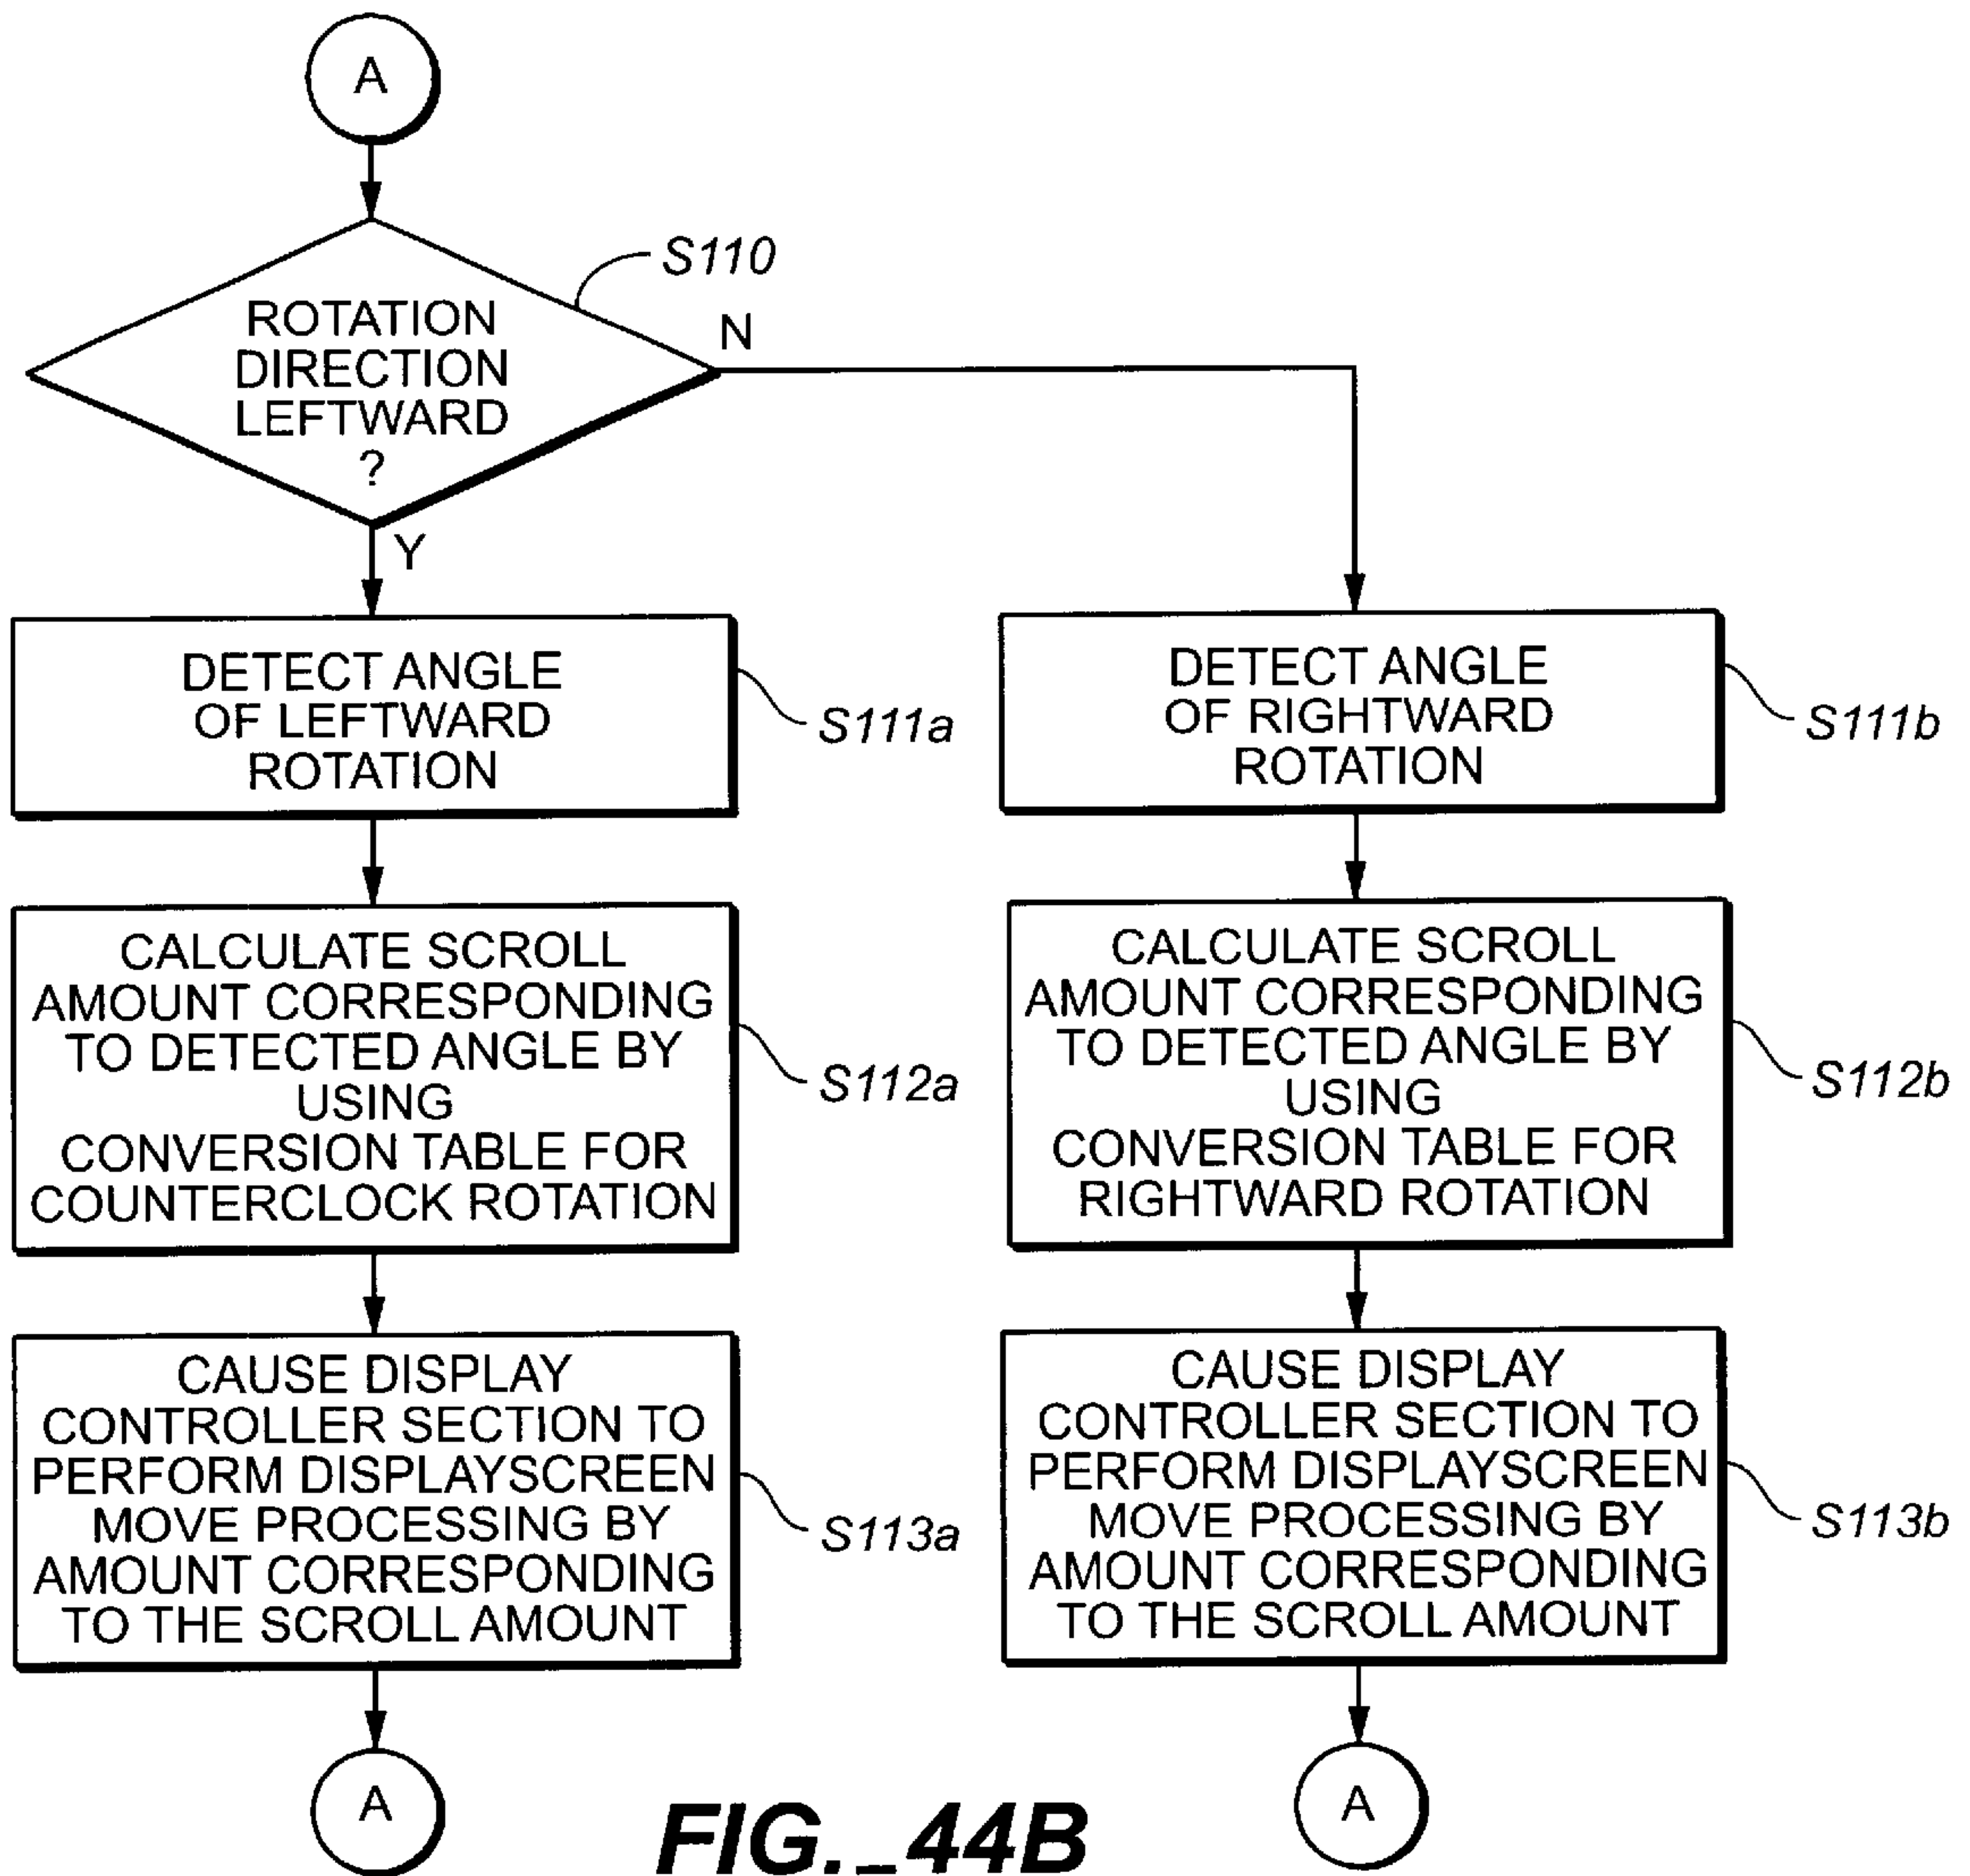 A
S110
ROTATION
DIRECTION
LEFTWARD
?
N
Y
DETECT ANGLE
OF LEFTWARD
ROTATION
S111a
DETECT ANGLE
OF RIGHTWARD
ROTATION
S111b
CALCULATE SCROLL
AMOUNT CORRESPONDING
TO DETECTED ANGLE BY
USING
CONVERSION TABLE FOR
COUNTERCLOCK ROTATION
S112a
CALCULATE SCROLL
AMOUNT CORRESPONDING
TO DETECTED ANGLE BY
USING
CONVERSION TABLE FOR
RIGHTWARD ROTATION
S112b
CAUSE DISPLAY
CONTROLLER SECTION TO
PERFORM DISPLAYSCREEN
MOVE PROCESSING BY
AMOUNT CORRESPONDING
TO THE SCROLL AMOUNT
S113a
CAUSE DISPLAY
CONTROLLER SECTION TO
PERFORM DISPLAYSCREEN
MOVE PROCESSING BY
AMOUNT CORRESPONDING
TO THE SCROLL AMOUNT
S113b
A
A
FIG._44B